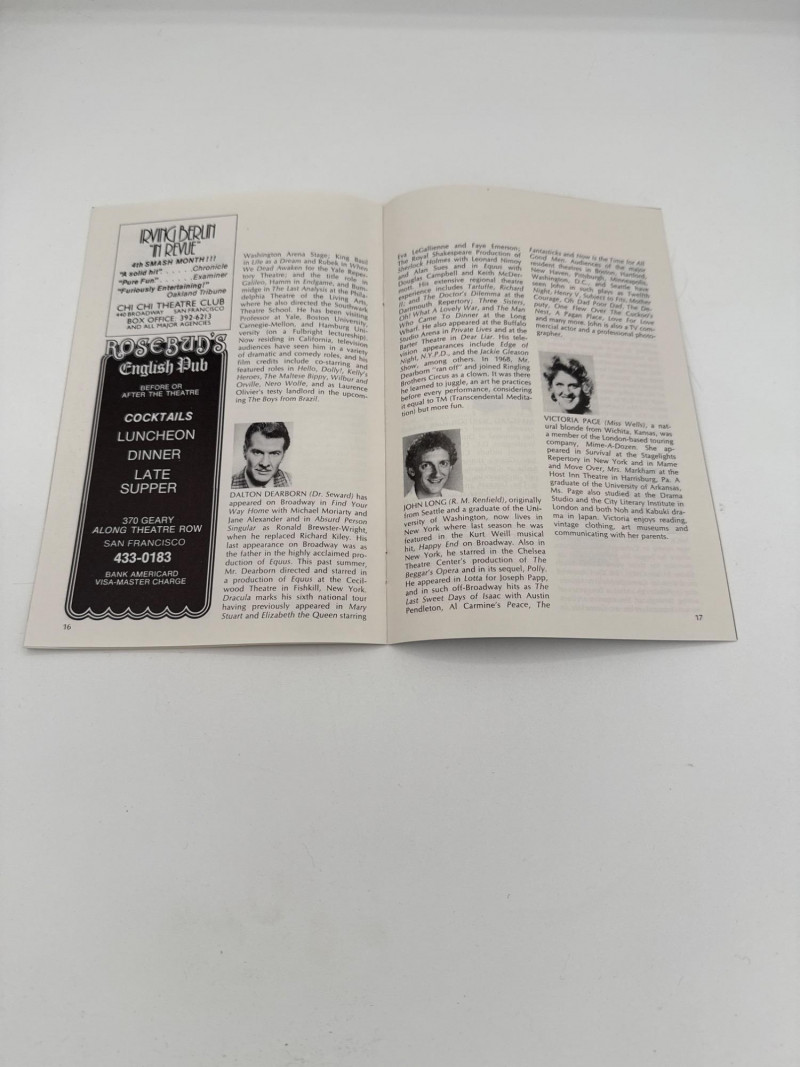 IRVING BERLIN
"IN REVUE"
4th SMASH MONTH!!!
"A solid hit" . . . . . Chronicle
"Pure Fun" . . . . . . Examiner
"Furiously Entertaining!"
Oakland Tribune
CHI CHI THEATRE CLUB
440 BROADWAY SAN FRANCISCO
BOX OFFICE: 392-6213
AND ALL MAJOR AGENCIES
ROSEBUD'S
English Pub
BEFORE OR
AFTER THE THEATRE
COCKTAILS
LUNCHEON
DINNER
LATE
SUPPER
370 GEARY
ALONG THEATRE ROW
SAN FRANCISCO
433-0183
BANK AMERICARD
VISA-MASTER CHARGE
16
Washington Arena Stage; King Basil
in Life is a Dream and Rubek in When
We Dead Awaken for the Yale Reper-
tory Theatre; and the title role in
Galileo, Hamm in Endgame, and Rum-
midge in The Last Analysis at the Phila-
delphia Theatre of the Living Arts,
where he also directed the Southwark
Theatre School. He has been visiting
Professor at Yale, Boston University,
Carnegie-Mellon, and Hamburg Uni-
versity (on a Fulbright lectureship).
Now residing in California, television
audiences have seen him in a variety
of dramatic and comedy roles, and his
film credits include co-starring and
featured roles in Hello, Dolly!, Kelly's
Heroes, The Maltese Bippy, Wilbur and
Orville, Nero Wolfe, and as Laurence
Olivier's testy landlord in the upcom-
ing The Boys from Brazil.
DALTON DEARBORN (Dr. Seward) has
appeared on Broadway in Find Your
Way Home with Michael Moriarty and
Jane Alexander and in Absurd Person
Singular as Ronald Brewster-Wright,
when he replaced Richard Kiley. His
last appearance on Broadway was as
the father in the highly acclaimed pro-
duction of Equus. This past summer,
Mr. Dearborn directed and starred in
a production of Equus at the Cecil-
wood Theatre in Fishkill, New York.
Dracula marks his sixth national tour
having previously appeared in Mary
Stuart and Elizabeth the Queen starring
Eva LeGallienne and Faye Emerson;
The Royal Shakespeare Production of
Sherlock Holmes with Leonard Nimoy
and Alan Sues and in Equus with
Douglas Campbell and Keith McDer-
mott. His extensive regional theatre
experience includes Tartuffe, Richard
II, and The Doctor's Dilemma at the
Dartmouth Repertory; Three Sisters,
Oh! What A Lovely War, and The Man
Who Came To Dinner at the Long
Wharf. He also appeared at the Buffalo
Studio Arena in Private Lives and at the
Barter Theatre in Dear Liar. His tele-
vision appearances include Edge of
Night, N.Y.P.D., and the Jackie Gleason
Show, among others. In 1968, Mr.
Dearborn "ran off" and joined Ringling
Brothers Circus as a clown. It was there
he learned to juggle, an art he practices
before every performance, considering
it equal to TM (Transcendental Medita-
tion) but more fun.
JOHN LONG (R. M. Renfield), originally
from Seattle and a graduate of the Uni-
versity of Washington, now lives in
New York where last season he was
featured in the Kurt Weill musical
hit, Happy End on Broadway. Also in
New York, he starred in the Chelsea
Theatre Center's production of The
Beggar's Opera and in its sequel, Polly.
He appeared in Lotta for Joseph Papp,
and in such off-Broadway hits as The
Last Sweet Days of Isaac with Austin
Pendleton, Al Carmine's Peace, The
Fantasticks and Now is the Time for All
Good Men. Audiences of the major
resident theatres in Boston, Hartford,
New Haven, Pittsburgh, Minneapolis,
Washington, D.C., and Seattle have
seen John in such plays as Twelfth
Night, Henry V, Subject to Fits, Mother
Courage, Oh Dad Poor Dad, The De-
puty, One Flew Over The Cuckoo's
Nest, A Pagan Place, Love For Love
and many more. John is also a TV com-
mercial actor and a professional photo-
grapher.
VICTORIA PAGE (Miss Wells), a nat-
ural blonde from Wichita, Kansas, was
a member of the London-based touring
company, Mime-A-Dozen. She ap-
peared in Survival at the Stagelights
Repertory in New York and in Mame
and Move Over, Mrs. Markham at the
Host Inn Theatre in Harrisburg, Pa. A
graduate of the University of Arkansas,
Ms. Page also studied at the Drama
Studio and the City Literary Institute in
London and both Noh and Kabuki dra-
ma in Japan. Victoria enjoys reading,
vintage clothing, art museums and
communicating with her parents.
17